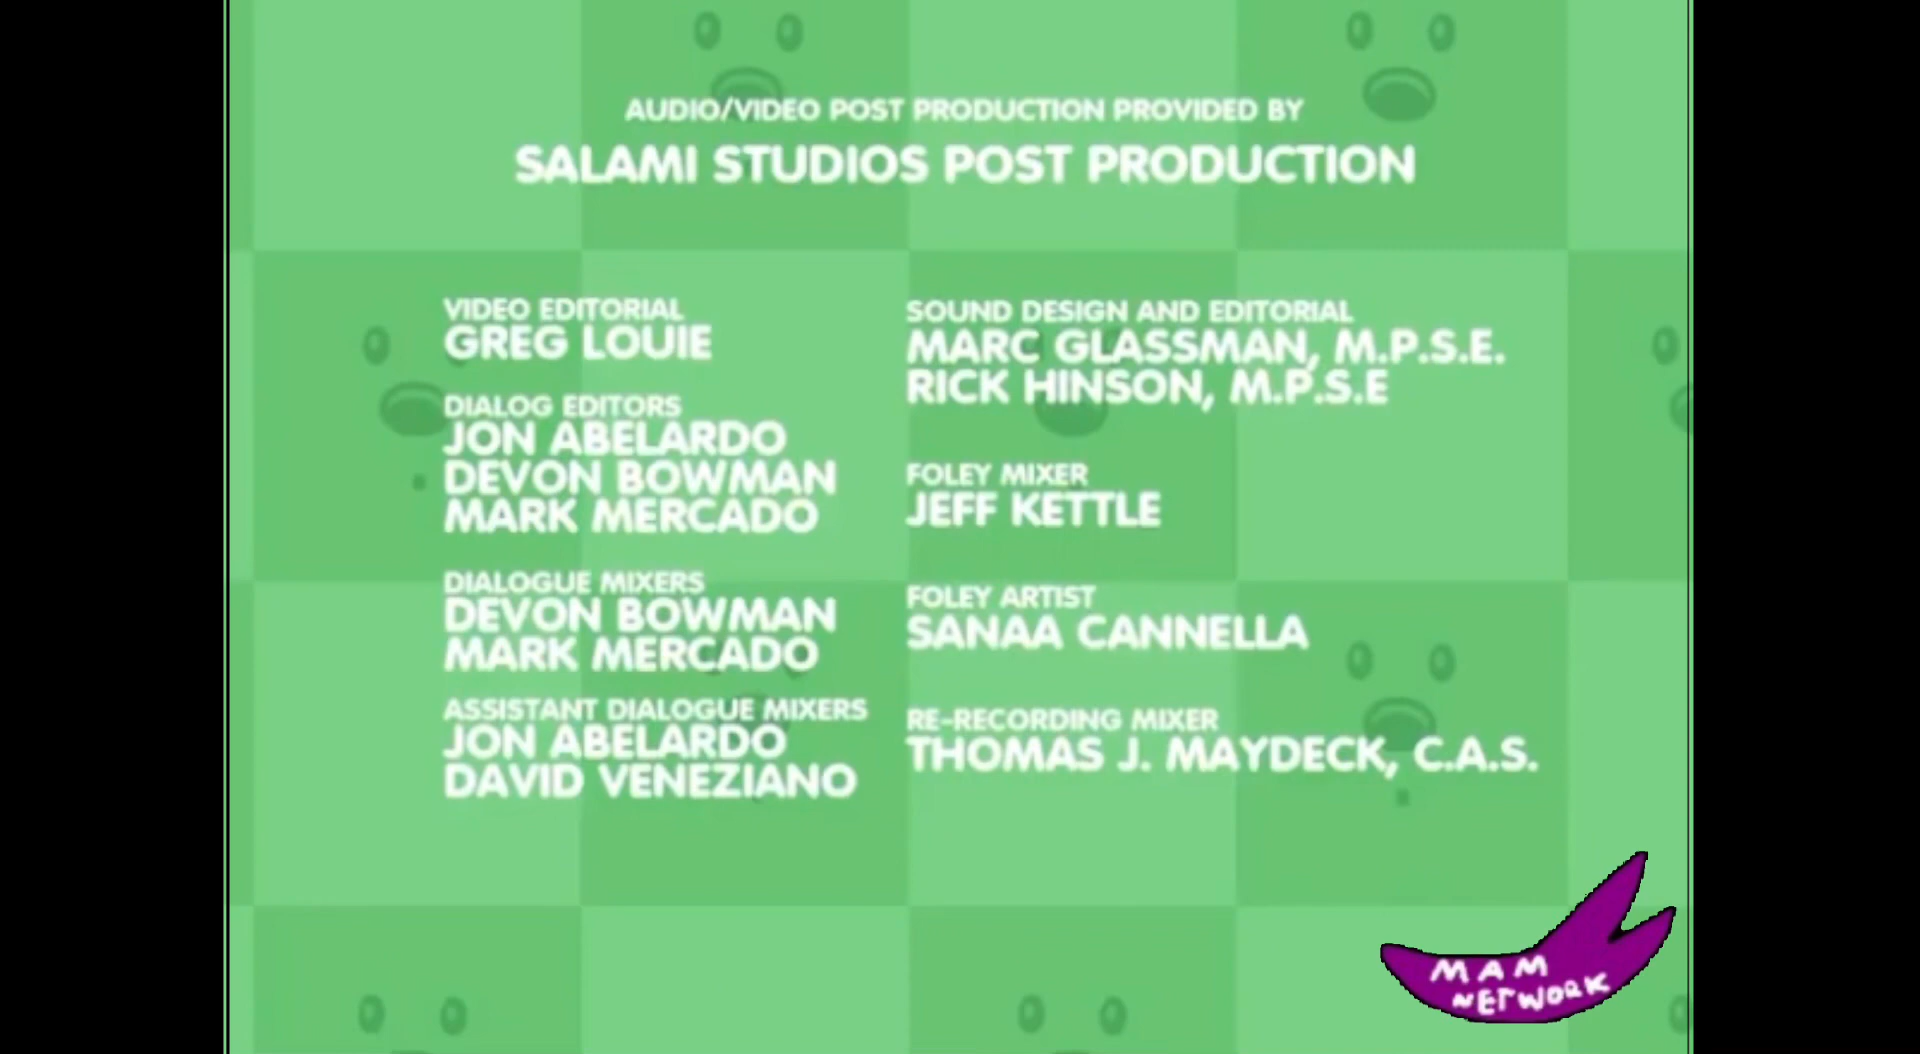 AUDIO/VIDEO POST PRODUCTION PROVIDED BY
SALAMI STUDIOS POST PRODUCTION
VIDEO EDITORIAL
GREG LOUIE
DIALOG EDITORS
JON ABELARDO
DEVON BOWMAN
MARK MERCADO
DIALOGUE MIXERS
DEVON BOWMAN
MARK MERCADO
ASSISTANT DIALOGUE MIXERS
JON ABELARDO
DAVID VENEZIANO
SOUND DESIGN AND EDITORIAL
MARC GLASSMAN, M.P.S.E.
RICK HINSON, M.P.S.E
FOLEY MIXER
JEFF KETTLE
FOLEY ARTIST
SANAA CANNELLA
RE-RECORDING MIXER
THOMAS J. MAYDECK, C.A.S.
MAM
NETWORK